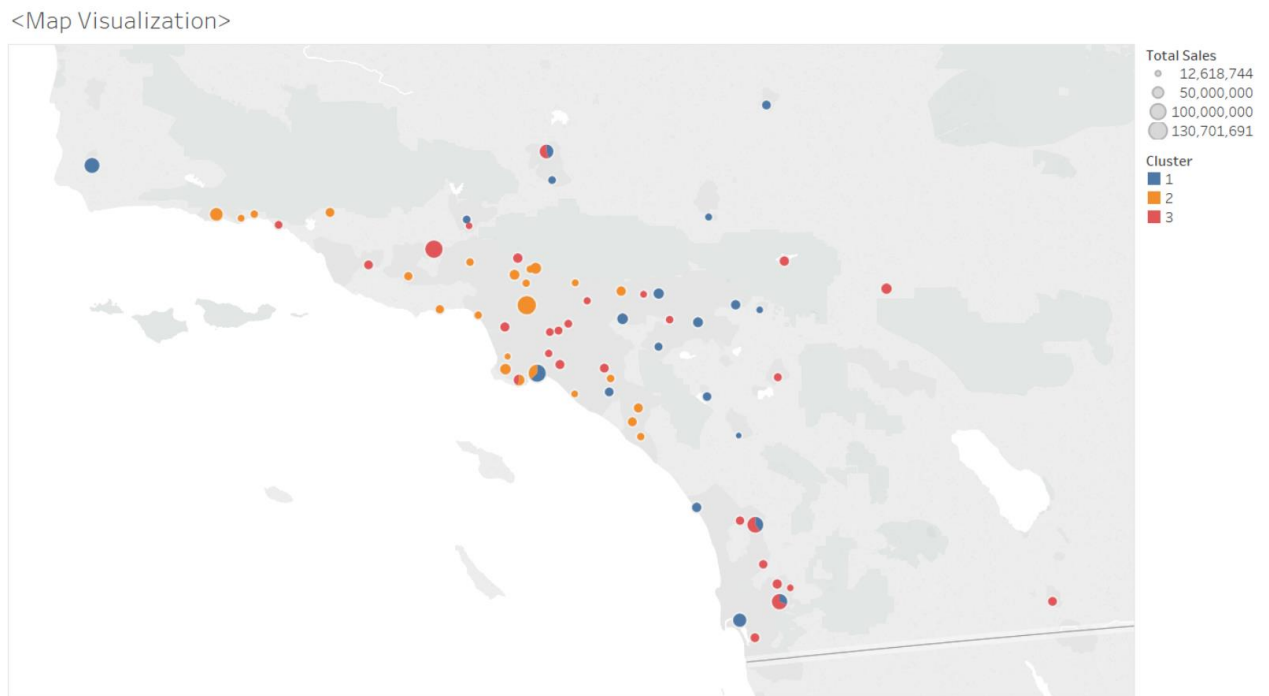 <Map Visualization>
Total Sales
12,618,744
50,000,000
100,000,000
130,701,691
Cluster
1
2
3